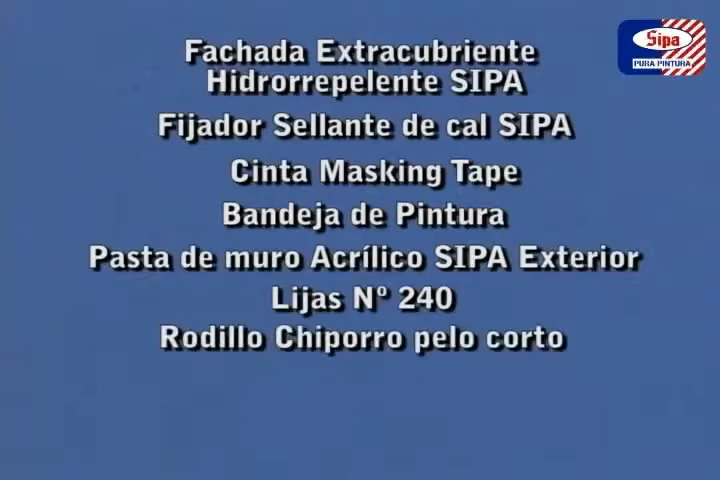 Fachada Extracubriente
Hidrorrepelente SIPA
Fijador Sellante de cal SIPA
Cinta Masking Tape
Bandeja de Pintura
Pasta de muro Acrílico SIPA Exterior
Lijas Nº 240
Rodillo Chiporro pelo corto
Sipa
PURA PINTURA